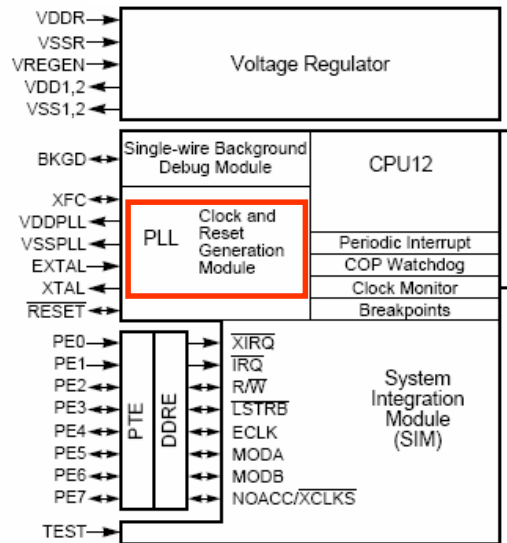 VDDR
VSSR
VREGEN
VDD1,2
VSS1,2
Voltage Regulator
BKGD
Single-wire Background
Debug Module
CPU12
XFC
VDDPLL
VSSPLL
EXTAL
XTAL
RESET
PLL
Clock and
Reset
Generation
Module
Periodic Interrupt
COP Watchdog
Clock Monitor
Breakpoints
PE0
PE1
PE2
PE3
PE4
PE5
PE6
PE7
PTE
DDRE
XIRQ
IRQ
R/W
LSTRB
ECLK
MODA
MODB
NOACC/XCLKS
System
Integration
Module
(SIM)
TEST